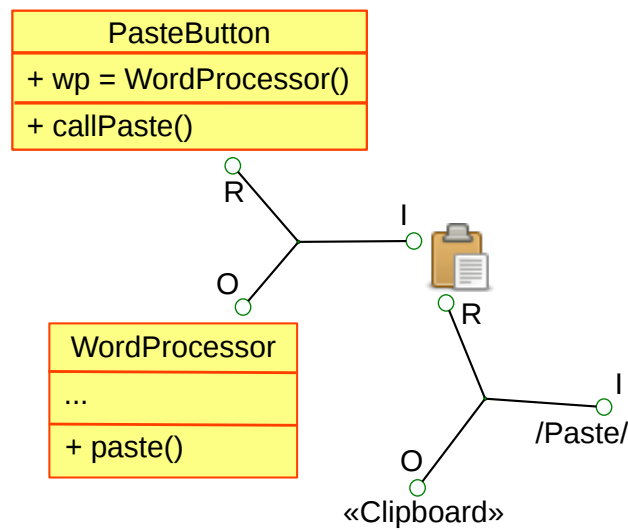 PasteButton
+ wp = WordProcessor()
+ callPaste()
R
I
O
R
WordProcessor
...
+ paste()
I
/Paste/
O
«Clipboard»